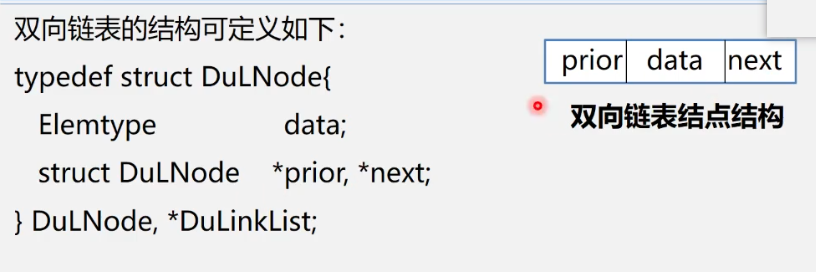 双向链表的结构可定义如下：
typedef struct DuLNode{
Elemtype data;
struct DuLNode *prior, *next;
} DuLNode, *DuLinkList;
prior data next
双向链表结点结构